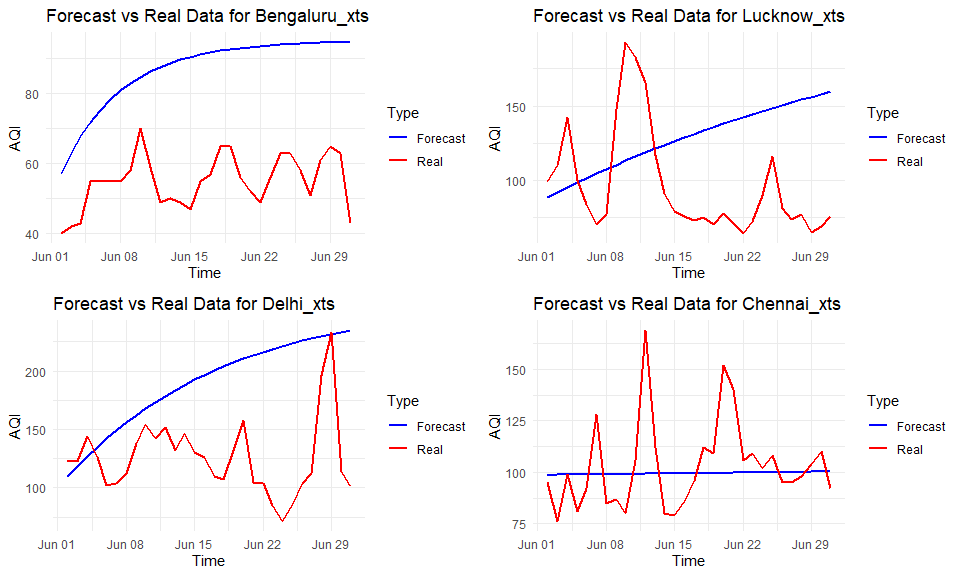 Forecast vs Real Data for Bengaluru_xts
AQI
80
60
40
Jun 01 Jun 08 Jun 15 Jun 22 Jun 29
Time
Type
Forecast
Real
Forecast vs Real Data for Lucknow_xts
AQI
150
100
Jun 01 Jun 08 Jun 15 Jun 22 Jun 29
Time
Type
Forecast
Real
Forecast vs Real Data for Delhi_xts
AQI
200
150
100
Jun 01 Jun 08 Jun 15 Jun 22 Jun 29
Time
Type
Forecast
Real
Forecast vs Real Data for Chennai_xts
AQI
150
125
100
75
Jun 01 Jun 08 Jun 15 Jun 22 Jun 29
Time
Type
Forecast
Real